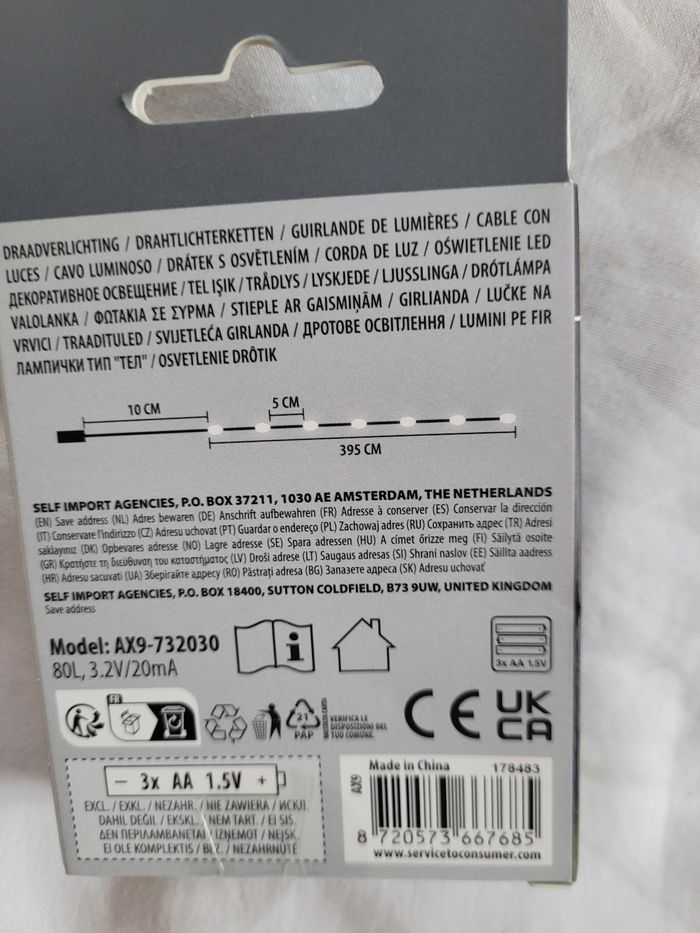 DRAADVERLICHTING / DRAHTLICHTERKETTEN / GUIRLANDE DE LUMIÈRES / CABLE CON
LUCES / CAVO LUMINOSO / DRÁTEK S OSVĚTLENÍM / CORDA DE LUZ / OŚWIETLENIE LED
ДЕКОРАТИВНОЕ ОСВЕЩЕНИЕ / TEL IŞIK / TRÅDLYS / LYSKJEDE / LJUSSLINGA / DRÓTLÁMPA
VALOLANKA / ΦΩΤΑΚΙΑ ΣΕ ΣΥΡΜΑ / STIEPLE AR GAISMIŅĀM / GIRLIANDA / LUČKE NA
VRVICI / TRAADITULED / SVIJETLEĆA GIRLANDA / ДРОТОВЕ ОСВІТЛЕННЯ / LUMINI PE FIR
ЛАМПИЧКИ ТИП "ТЕЛ" / OSVETLENIE DRÔTIK
10 CM
5 CM
395 CM
SELF IMPORT AGENCIES, P.O. BOX 37211, 1030 AE AMSTERDAM, THE NETHERLANDS
(EN) Save address (NL) Adres bewaren (DE) Anschrift aufbewahren (FR) Adresse à conserver (ES) Conservar la dirección
(IT) Conservare l'indirizzo (CZ) Adresu uchovat (PT) Guardar o endereço (PL) Zachowaj adres (RU) Сохранить адрес (TR) Adresi
saklayınız (DK) Opbevares adresse (NO) Lagre adresse (SE) Spara adressen (HU) A címet őrizze meg (FI) Säilytä osoite
(GR) Κρατήστε τη διεύθυνση του καταστήματος (LV) Droši adrese (LT) Saugaus adresas (SI) Shrani naslov (EE) Säilita aadress
(HR) Adresu sacuvati (UA) Зберігайте адресу (RO) Păstrați adresa (BG) Запазете адреса (SK) Adresu uchovať
SELF IMPORT AGENCIES, P.O. BOX 18400, SUTTON COLDFIELD, B73 9UW, UNITED KINGDOM
Save address
Model: AX9-732030
80L, 3.2V/20mA
i
3x AA 1.5V
FR
21
PAP
RACCOLTA CARTA
VERIFICA LE
DISPOSIZIONI DEL
TUO COMUNE.
CE
UK
CA
− 3x AA 1.5V +
EXCL. / EXKL. / NEZAHR. / NIE ZAWIERA / ИСКЛ.
DAHIL DEĞİL / EKSKL. / NEM TART. / EI SIS.
ΔΕΝ ΠΕΡΙΛΑΜΒΑΝΕΤΑΙ / IZŅEMOT / NEĮSK.
EI OLE KOMPLEKTIS / BEZ. / NEZAHRNUTÉ
AX9
Made in China 178483
8 720573 667685
www.servicetoconsumer.com